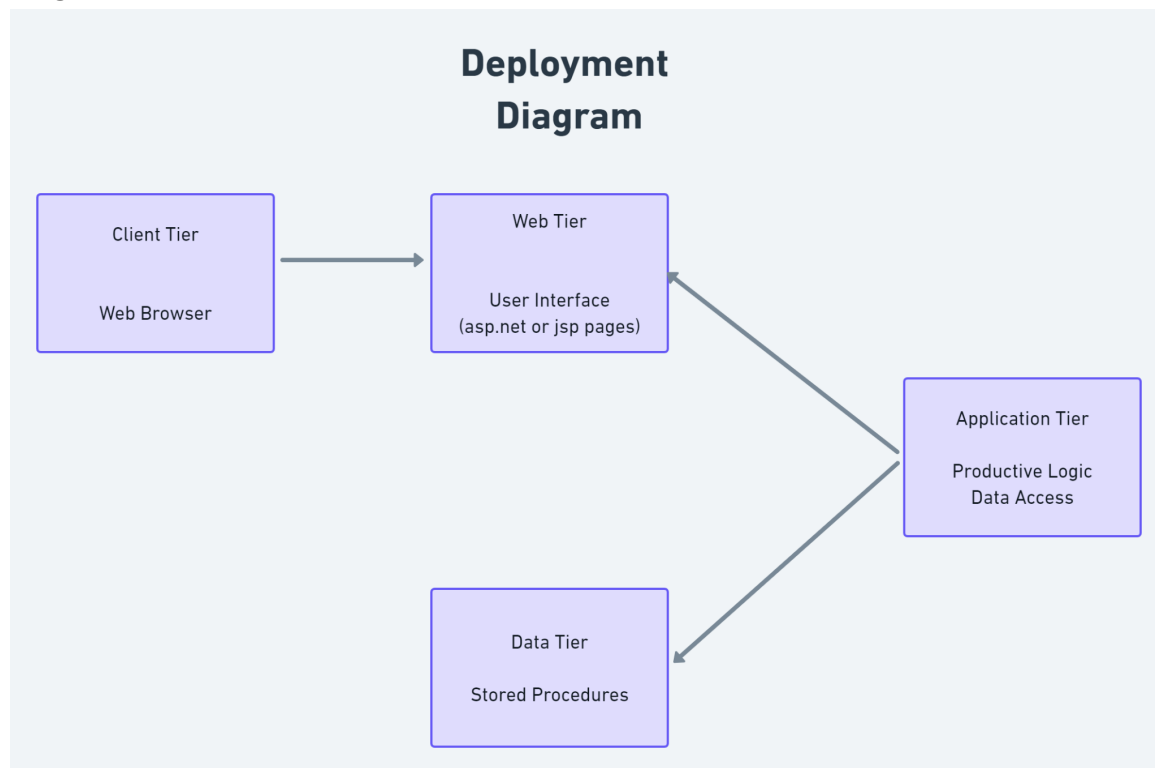 Deployment
Diagram
Client Tier
Web Browser
Web Tier
User Interface
(asp.net or jsp pages)
Application Tier
Productive Logic
Data Access
Data Tier
Stored Procedures